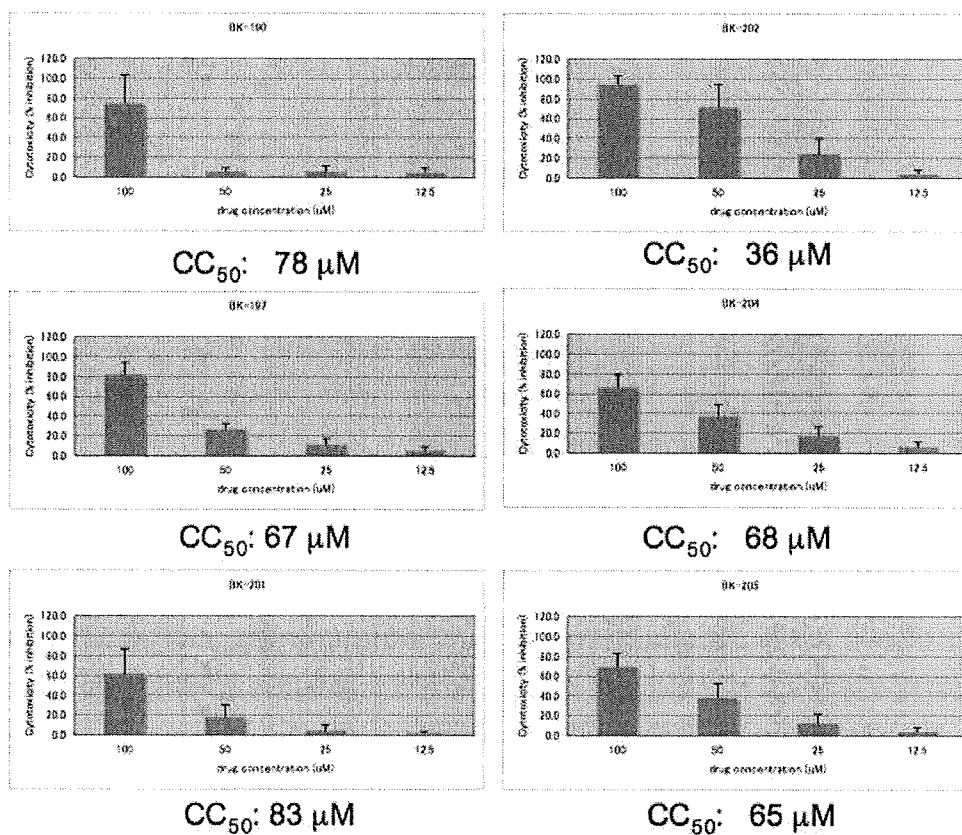 BK-190
Cytotoxicity (% inhibition)
120.0
100.0
80.0
60.0
40.0
20.0
0.0
100 50 25 12.5
drug concentration (uM)
CC50: 78 μM
BK-202
Cytotoxicity (% inhibition)
120.0
100.0
80.0
60.0
40.0
20.0
0.0
100 50 25 12.5
drug concentration (uM)
CC50: 36 μM
BK-197
Cytotoxicity (% inhibition)
120.0
100.0
80.0
60.0
40.0
20.0
0.0
100 50 25 12.5
drug concentration (uM)
CC50: 67 μM
BK-204
Cytotoxicity (% inhibition)
120.0
100.0
80.0
60.0
40.0
20.0
0.0
100 50 25 12.5
drug concentration (uM)
CC50: 68 μM
BK-201
Cytotoxicity (% inhibition)
120.0
100.0
80.0
60.0
40.0
20.0
0.0
100 50 25 12.5
drug concentration (uM)
CC50: 83 μM
BK-205
Cytotoxicity (% inhibition)
120.0
100.0
80.0
60.0
40.0
20.0
0.0
100 50 25 12.5
drug concentration (uM)
CC50: 65 μM